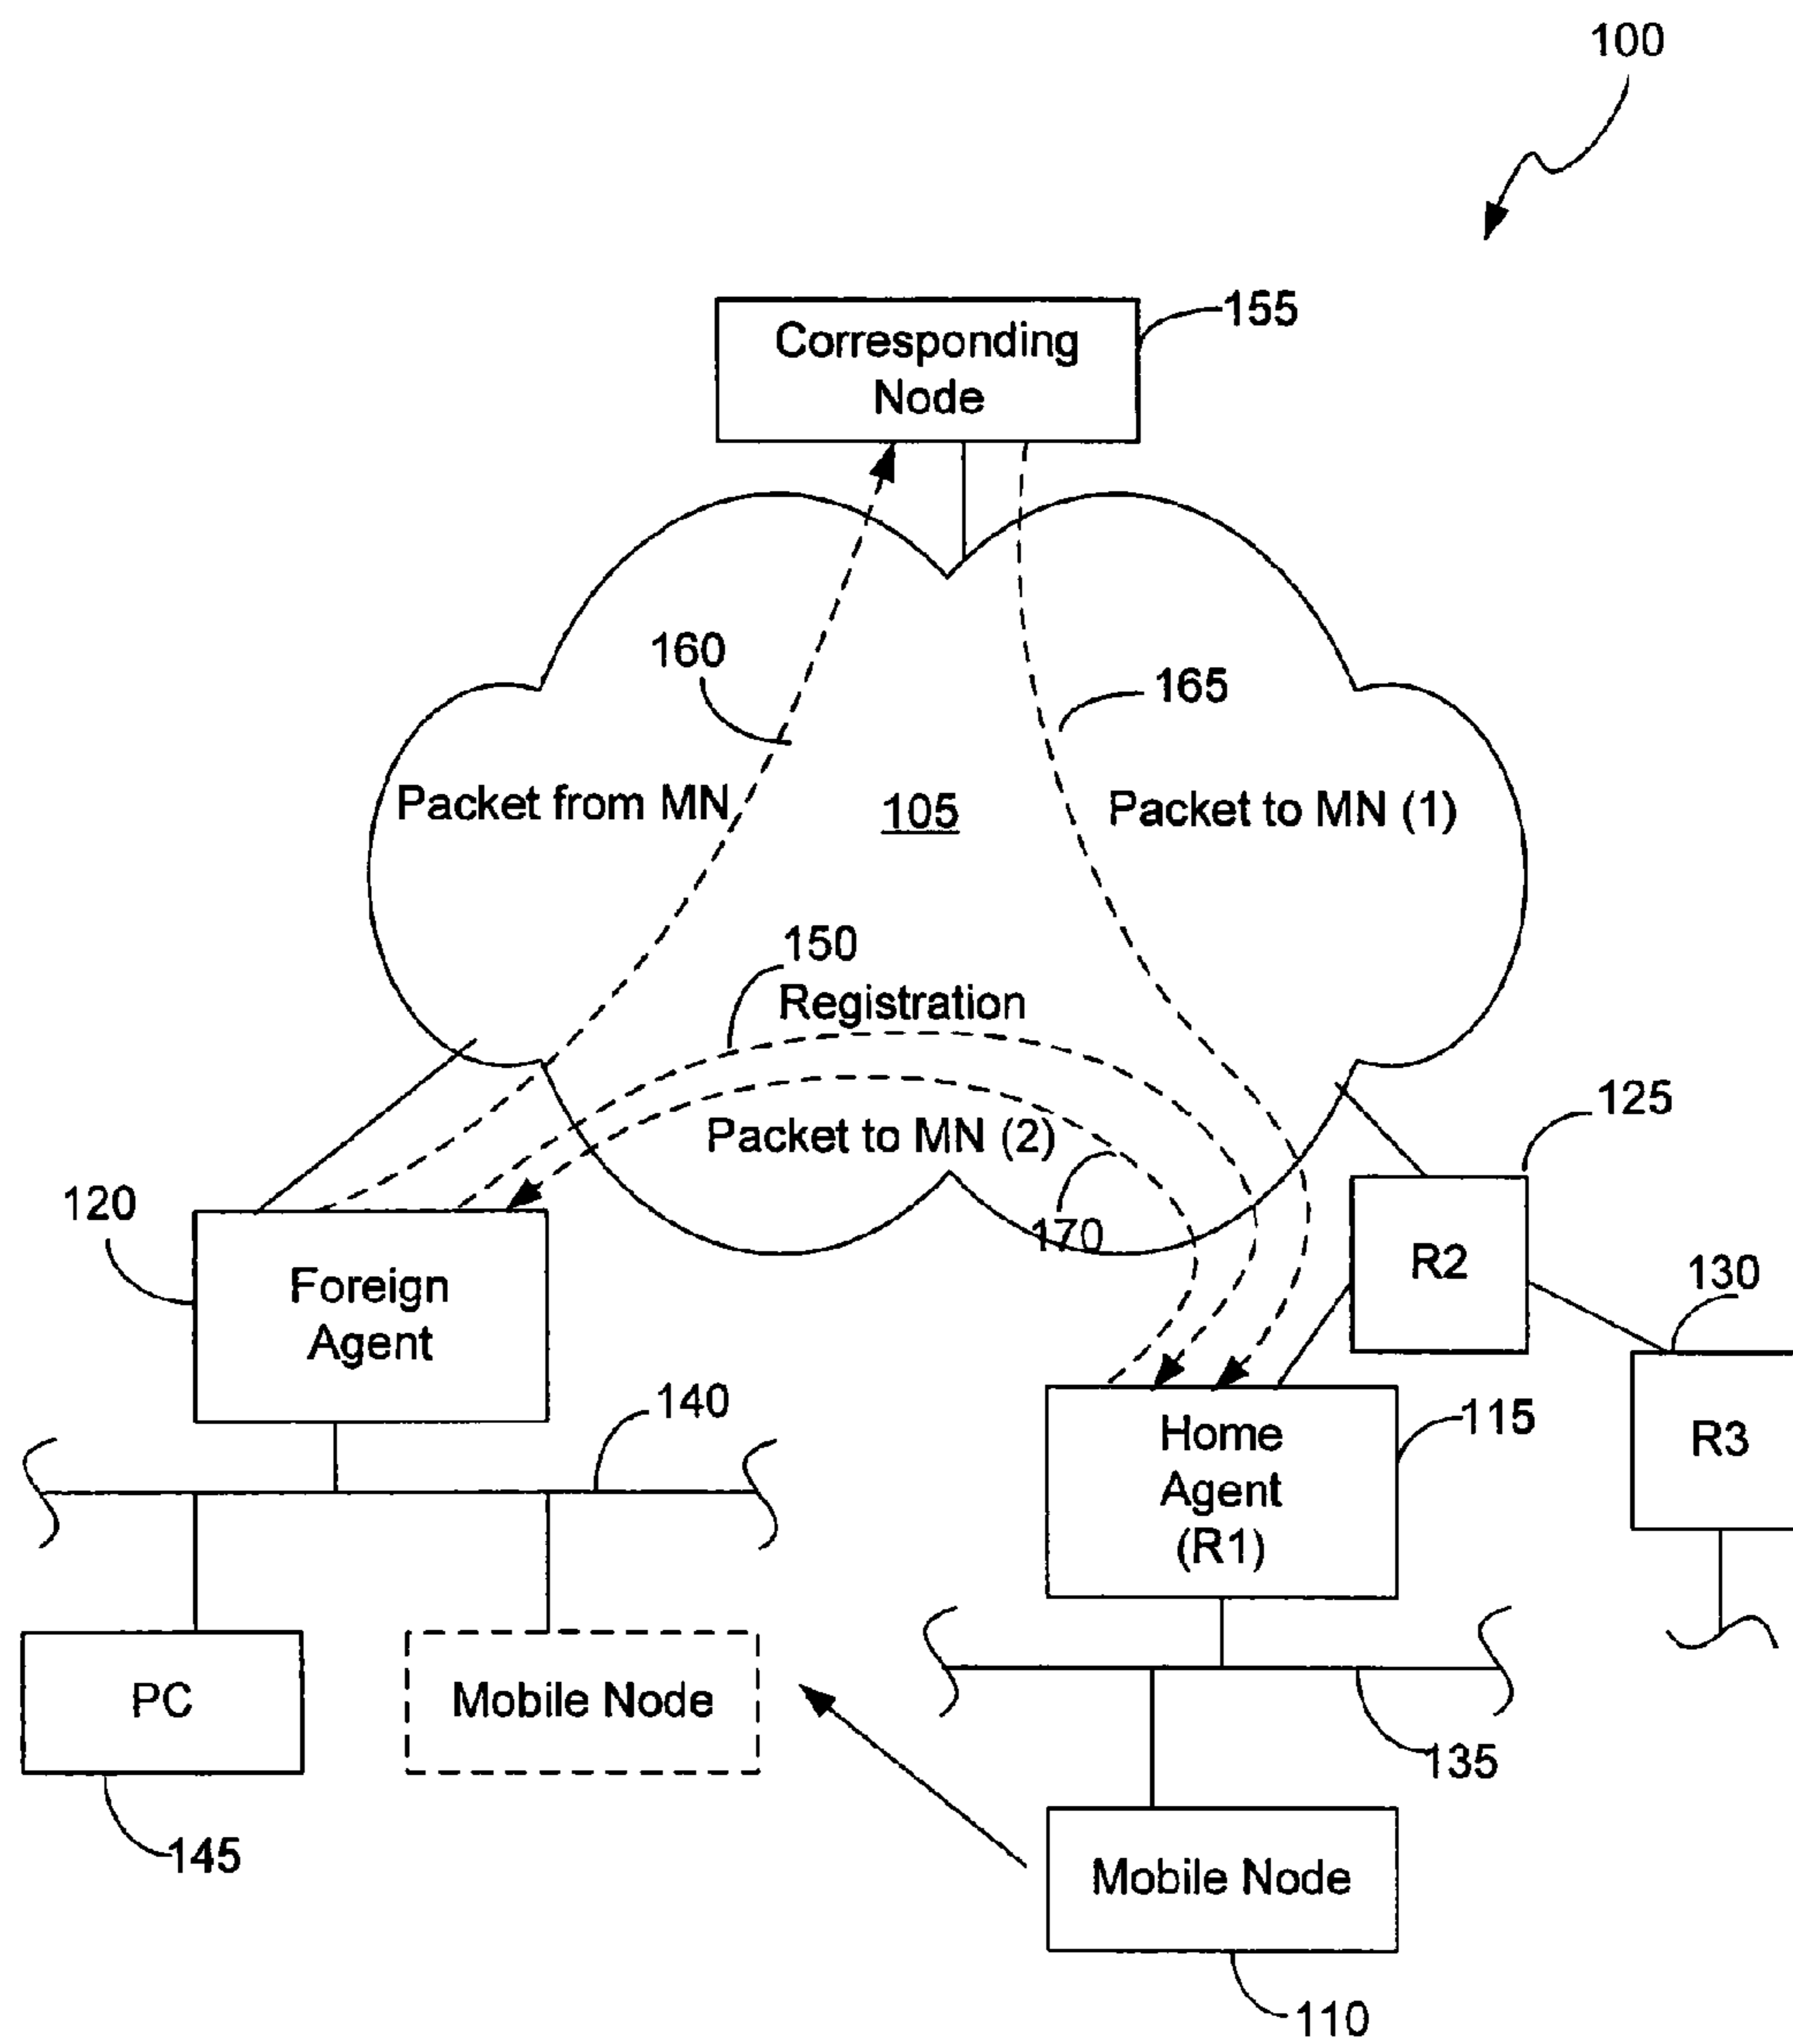 100
155
Corresponding
Node
160
165
Packet from MN
105
Packet to MN (1)
150
Registration
125
Packet to MN (2)
120
170
R2
130
Foreign
Agent
140
115
Home
Agent
(R1)
R3
PC
Mobile Node
135
145
Mobile Node
110